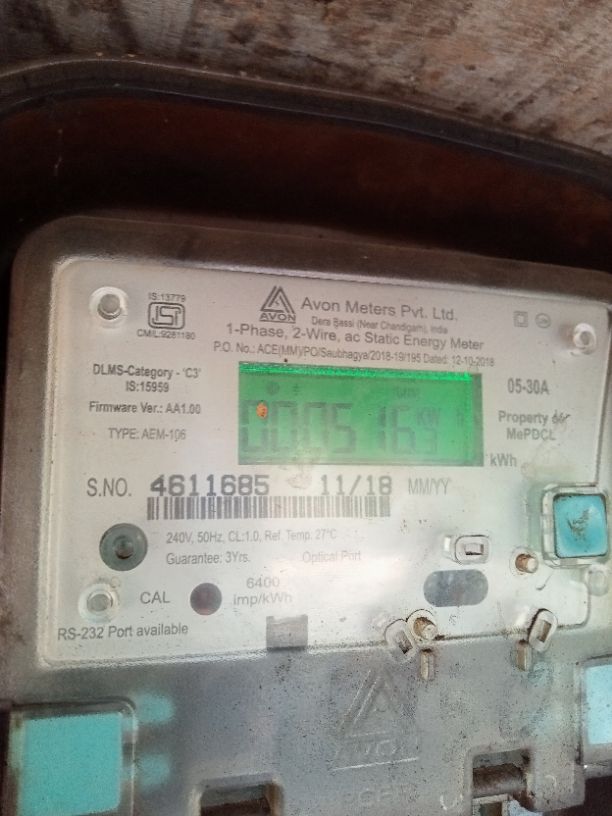 IS:13779
ISI
CM/L:9281180
AVON
Avon Meters Pvt. Ltd.
Dera Bassi (Near Chandigarh), India
1-Phase, 2-Wire, ac Static Energy Meter
P.O. No.: ACE(MM)/PO/Saubhagya/2018-19/195 Dated: 12-10-2018
DLMS-Category - 'C3'
IS:15959
Firmware Ver.: AA1.00
TYPE: AEM-106
05-30A
Property of
MePDCL
kWh
S.NO. 4611685 11/18 MM/YY
240V, 50Hz, CL:1.0, Ref. Temp. 27°C
Guarantee: 3Yrs. Optical Port
CAL
6400
imp/kWh
RS-232 Port available
AVON